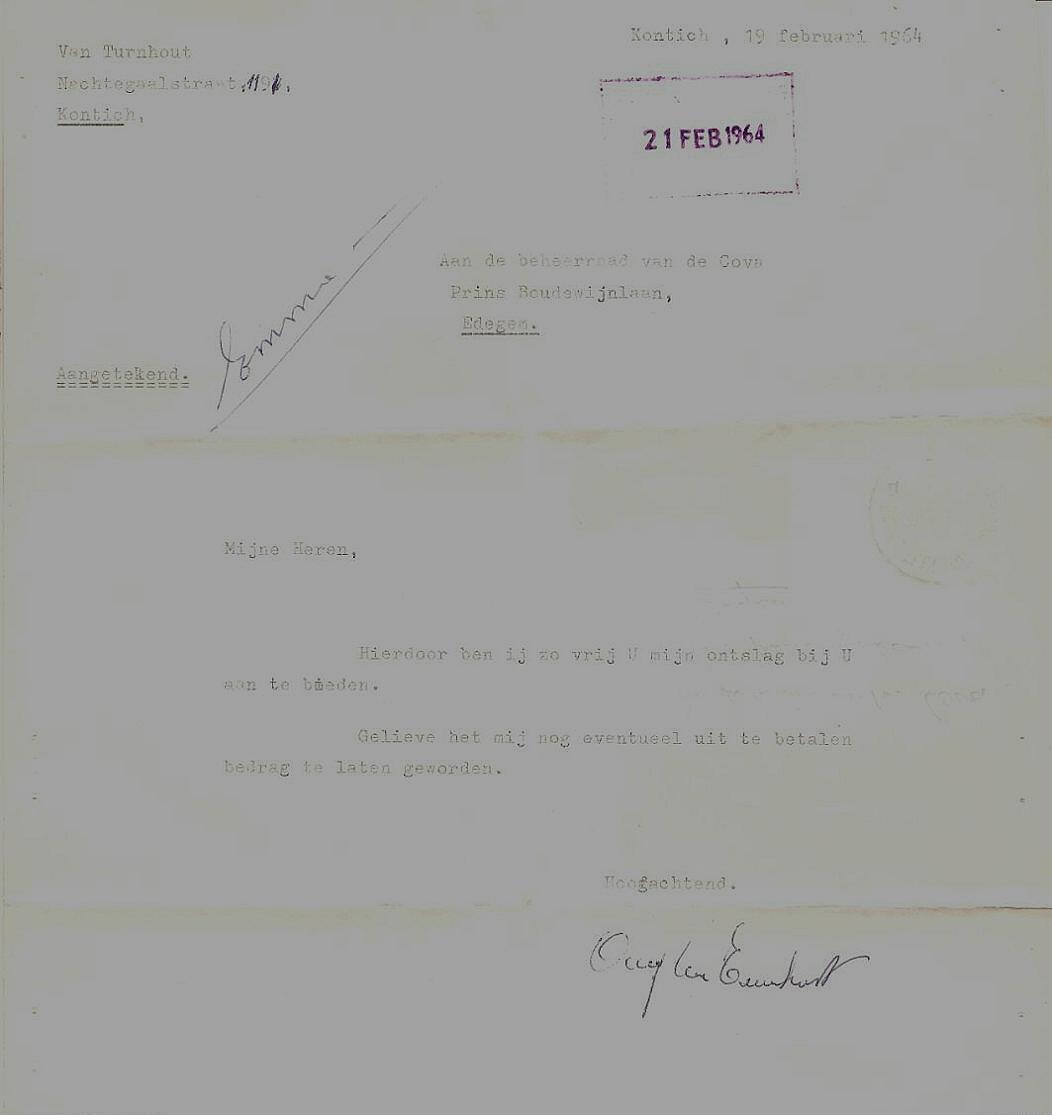 Van Turnhout
Nachtegaalstraat,
Kontich,
Kontich , 19 februari 1964
21 FEB 1964
Aan de beheerraad van de Cova
Prins Boudewijnlaan,
Edegem.
Emma
Aangetekend.
Mijne Heren,
Hierdoor ben ij zo vrij U mijn ontslag bij U
aan te bieden.
Gelieve het mij nog eventueel uit te betalen
bedrag te laten geworden.
Hoogachtend.